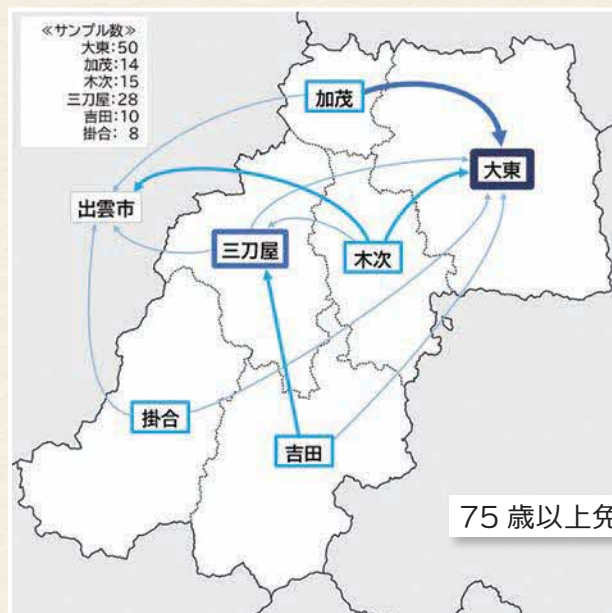 ≪サンプル数≫
大東:50
加茂:14
木次:15
三刀屋:28
吉田:10
掛合: 8
加茂
大東
出雲市
三刀屋
木次
掛合
吉田
75歳以上免